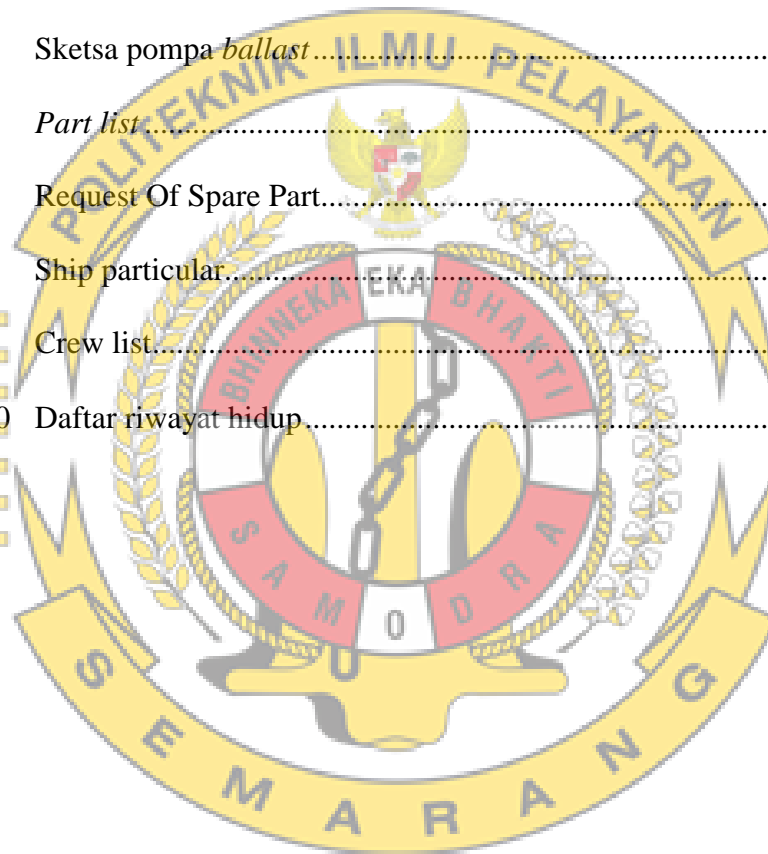 Sketsa pompa ballast ........................................................
Part list ........................................................
Request Of Spare Part........................................................
Ship particular........................................................
Crew list........................................................
0 Daftar riwayat hidup ........................................................
POLITEKNIK ILMU PELAYARAN
BHINNEKA EKA BHAKTI
SAMODRA
SEMARANG